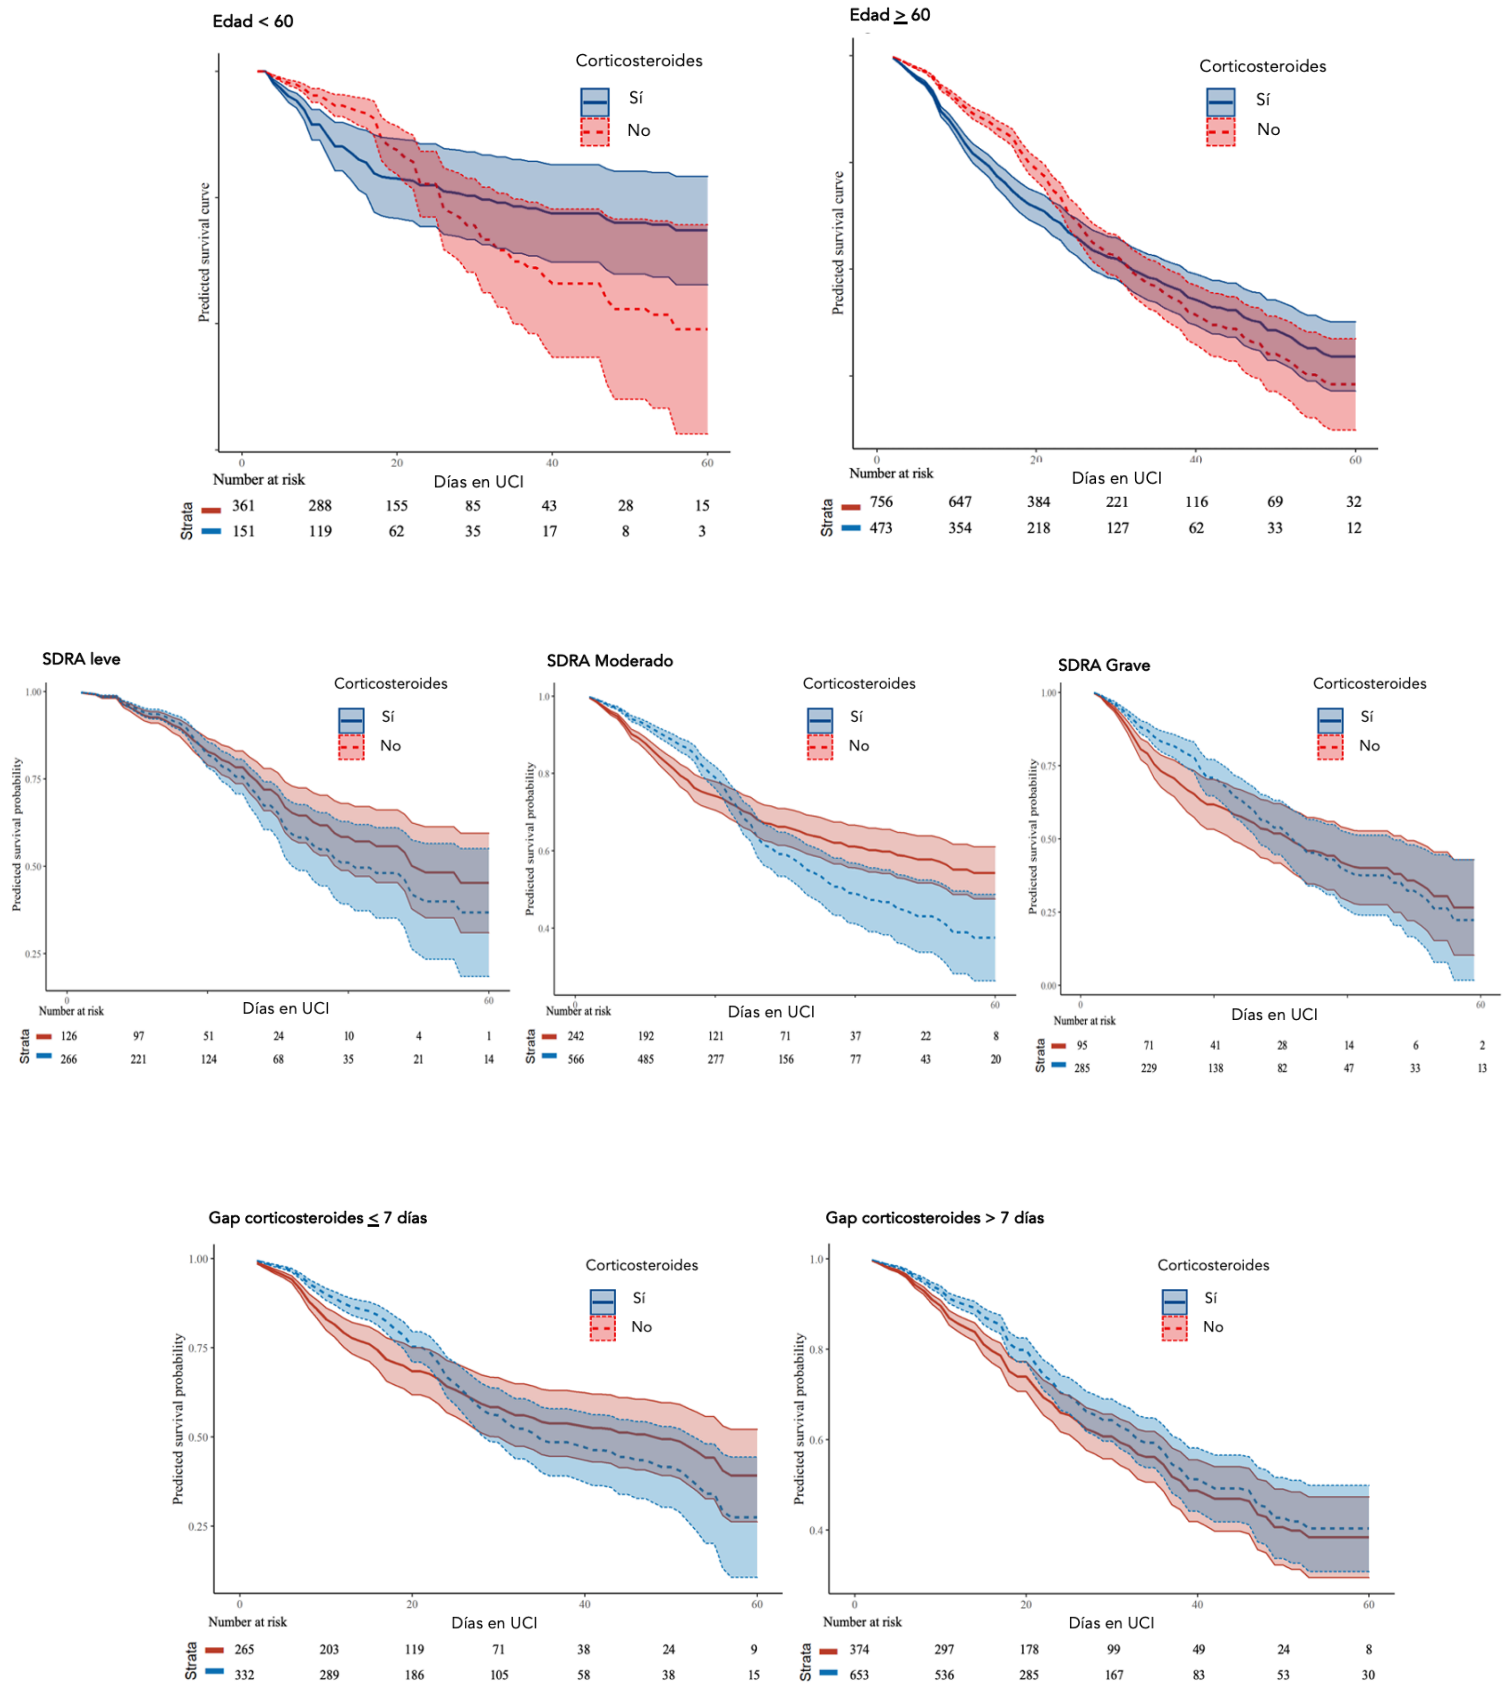 Edad < 60
Corticosteroides
Sí
No
Predicted survival curve
0 20 40 60
Number at risk
Días en UCI
Strata
361 288 155 85 43 28 15
151 119 62 35 17 8 3
Edad ≥ 60
Corticosteroides
Sí
No
Predicted survival curve
0 20 40 60
Number at risk
Días en UCI
Strata
756 647 384 221 116 69 32
473 354 218 127 62 33 12
SDRA leve
Corticosteroides
Sí
No
Predicted survival probability
1.00
0.75
0.50
0.25
0 60
Number at risk
Días en UCI
Strata
126 97 51 24 10 4 1
266 221 124 68 35 21 14
SDRA Moderado
Corticosteroides
Sí
No
Predicted survival probability
1.0
0.8
0.6
0.4
0 60
Number at risk
Días en UCI
Strata
242 192 121 71 37 22 8
566 485 277 156 77 43 20
SDRA Grave
Corticosteroides
Sí
No
Predicted survival probability
1.00
0.75
0.50
0.25
0.00
0 60
Number at risk
Días en UCI
Strata
95 71 41 28 14 6 2
285 229 138 82 47 33 13
Gap corticosteroides ≤ 7 días
Corticosteroides
Sí
No
Predicted survival probability
1.00
0.75
0.50
0.25
0 20 40 60
Number at risk
Días en UCI
Strata
265 203 119 71 38 24 9
332 289 186 105 58 38 15
Gap corticosteroides > 7 días
Corticosteroides
Sí
No
Predicted survival probability
1.0
0.8
0.6
0.4
0 20 40 60
Number at risk
Días en UCI
Strata
374 297 178 99 49 24 8
653 536 285 167 83 53 30